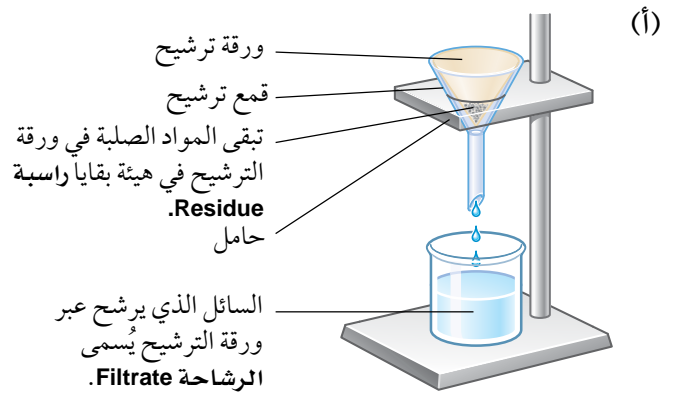 (أ)
ورقة ترشيح
قمع ترشيح
تبقى المواد الصلبة في ورقة
الترشيح في هيئة بقايا راسبة
Residue.
حامل
السائل الذي يرشح عبر
ورقة الترشيح يُسمى
الرشاحة Filtrate.